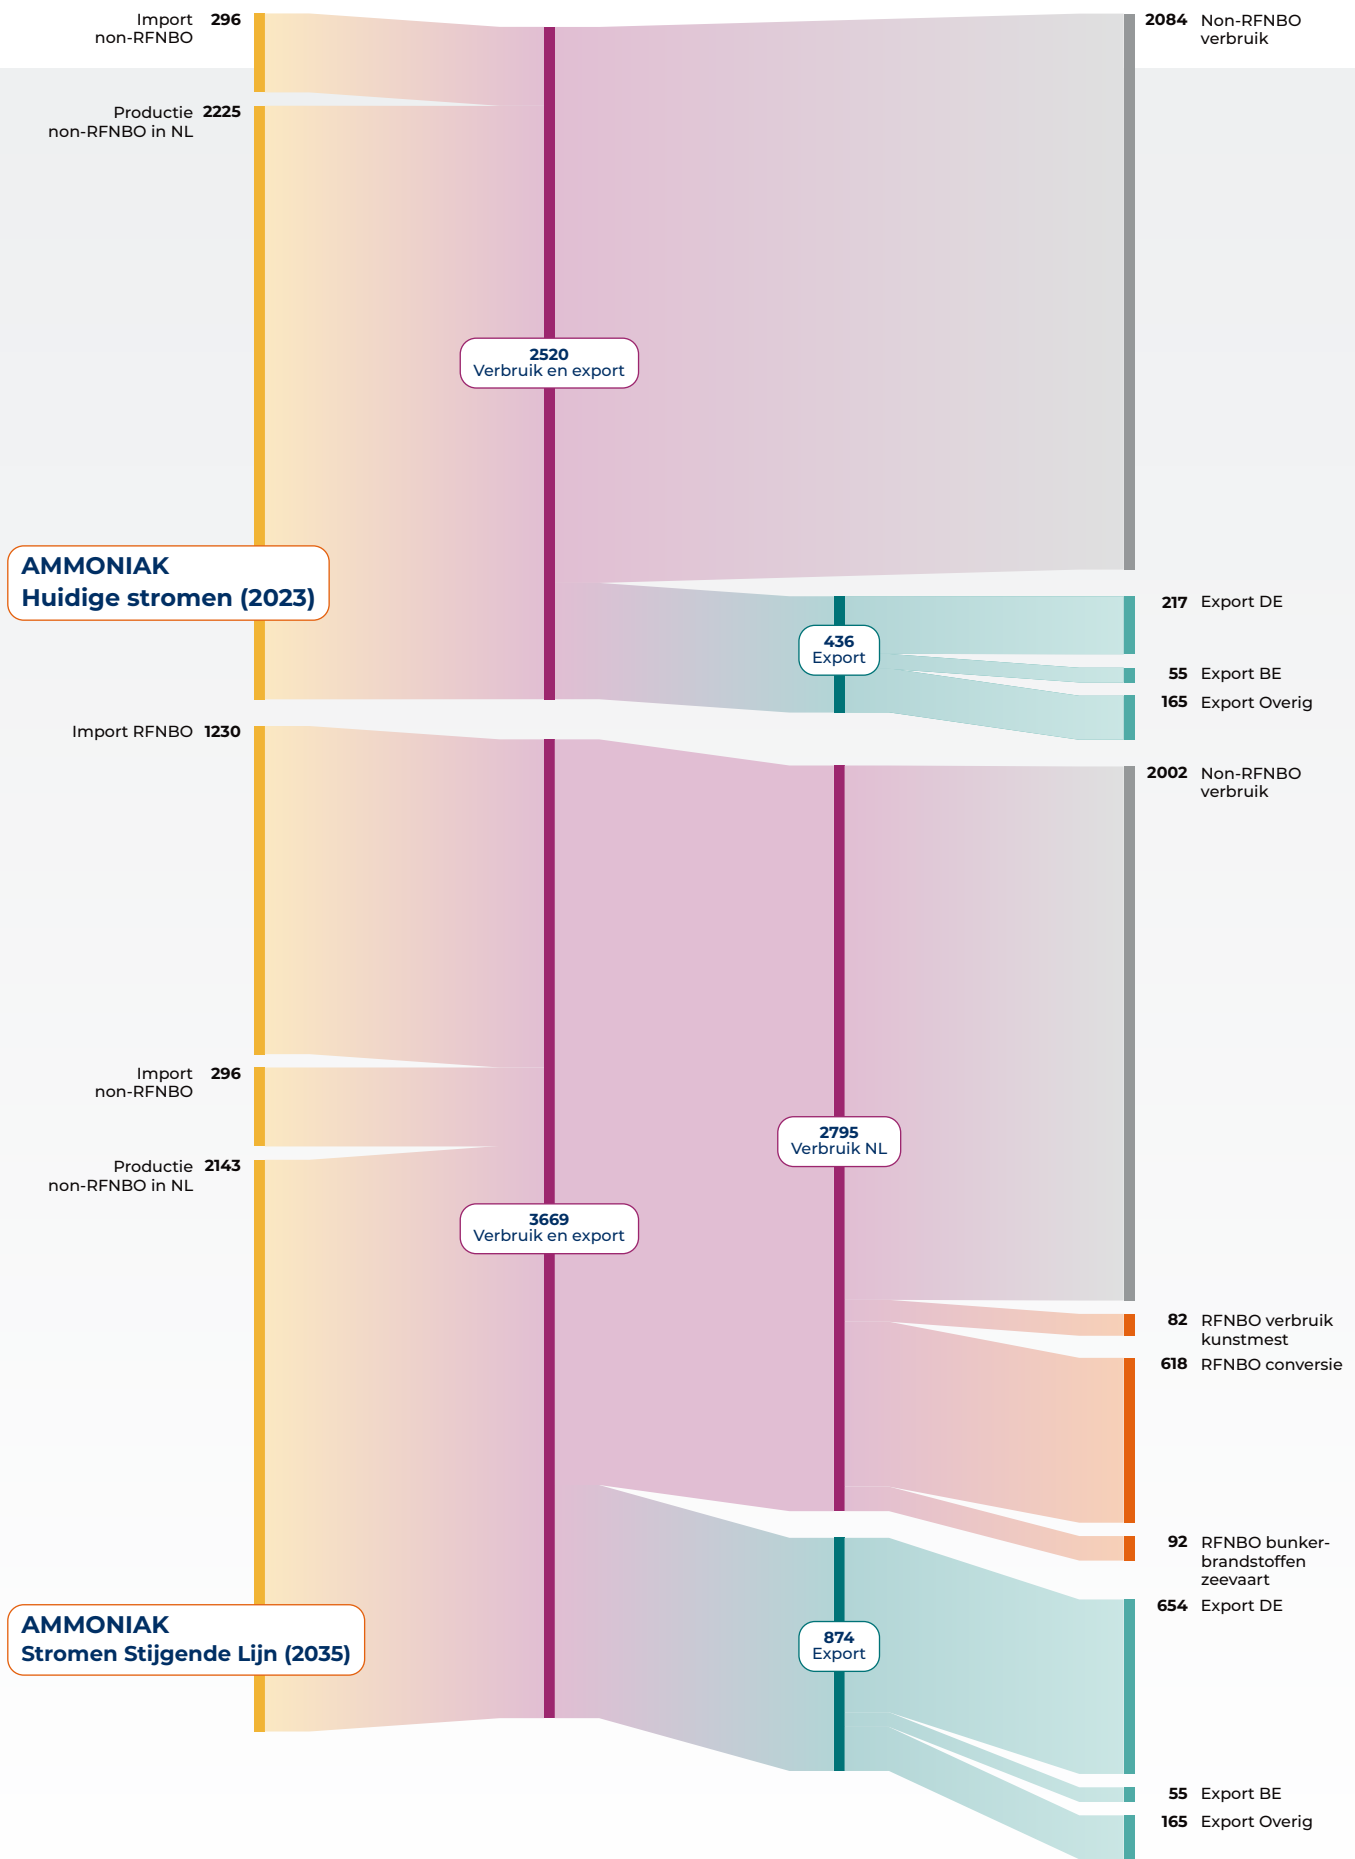 Import 296
non-RFNBO
Productie 2225
non-RFNBO in NL
2520
Verbruik en export
2084 Non-RFNBO
verbruik
AMMONIAK
Huidige stromen (2023)
436
Export
217 Export DE
55 Export BE
165 Export Overig
Import RFNBO 1230
Import 296
non-RFNBO
Productie 2143
non-RFNBO in NL
3669
Verbruik en export
2795
Verbruik NL
2002 Non-RFNBO
verbruik
82 RFNBO verbruik
kunstmest
618 RFNBO conversie
92 RFNBO bunker-
brandstoffen
zeevaart
AMMONIAK
Stromen Stijgende Lijn (2035)
874
Export
654 Export DE
55 Export BE
165 Export Overig